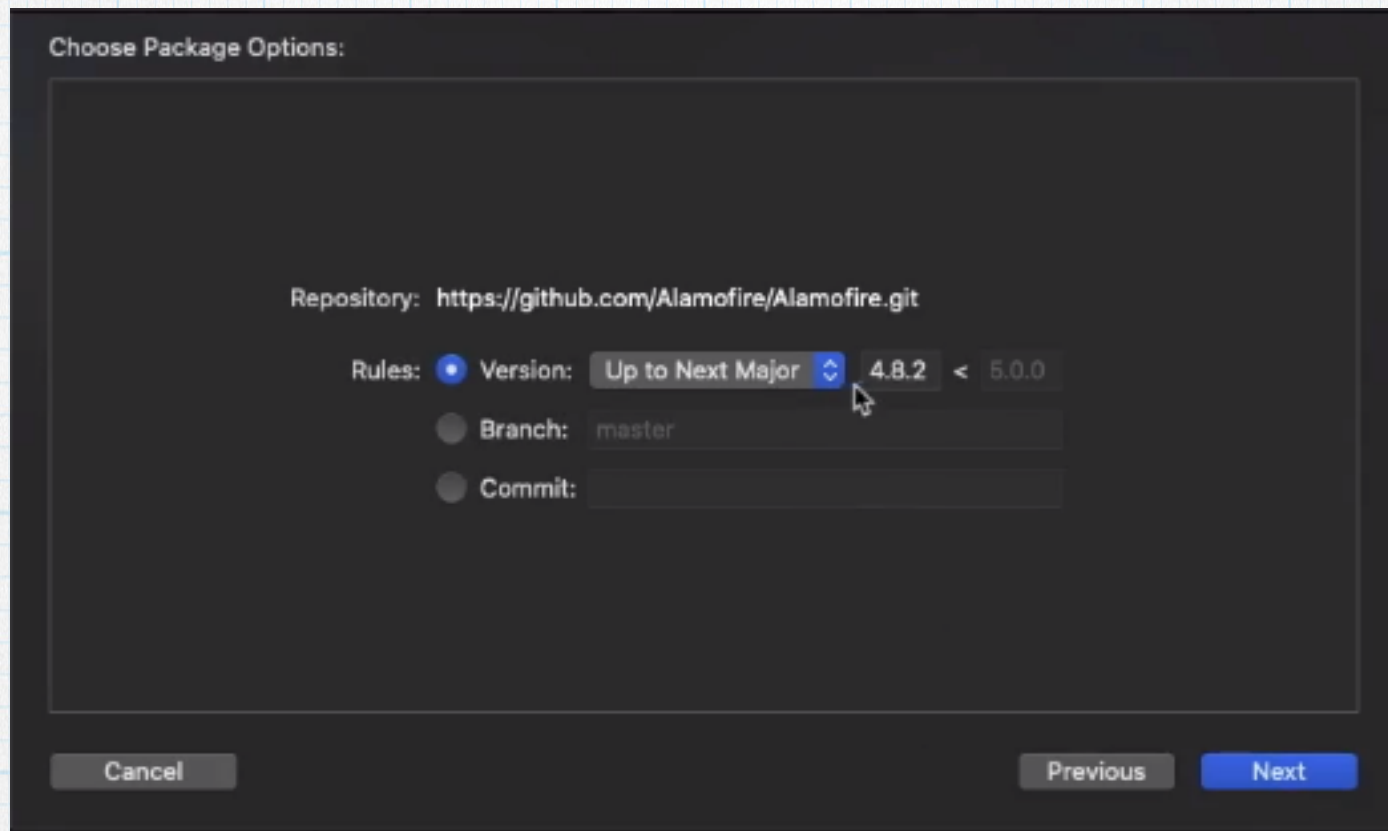 Choose Package Options:
Repository: https://github.com/Alamofire/Alamofire.git
Rules: Version: Up to Next Major 4.8.2 < 5.0.0
Branch: master
Commit:
Cancel Previous Next